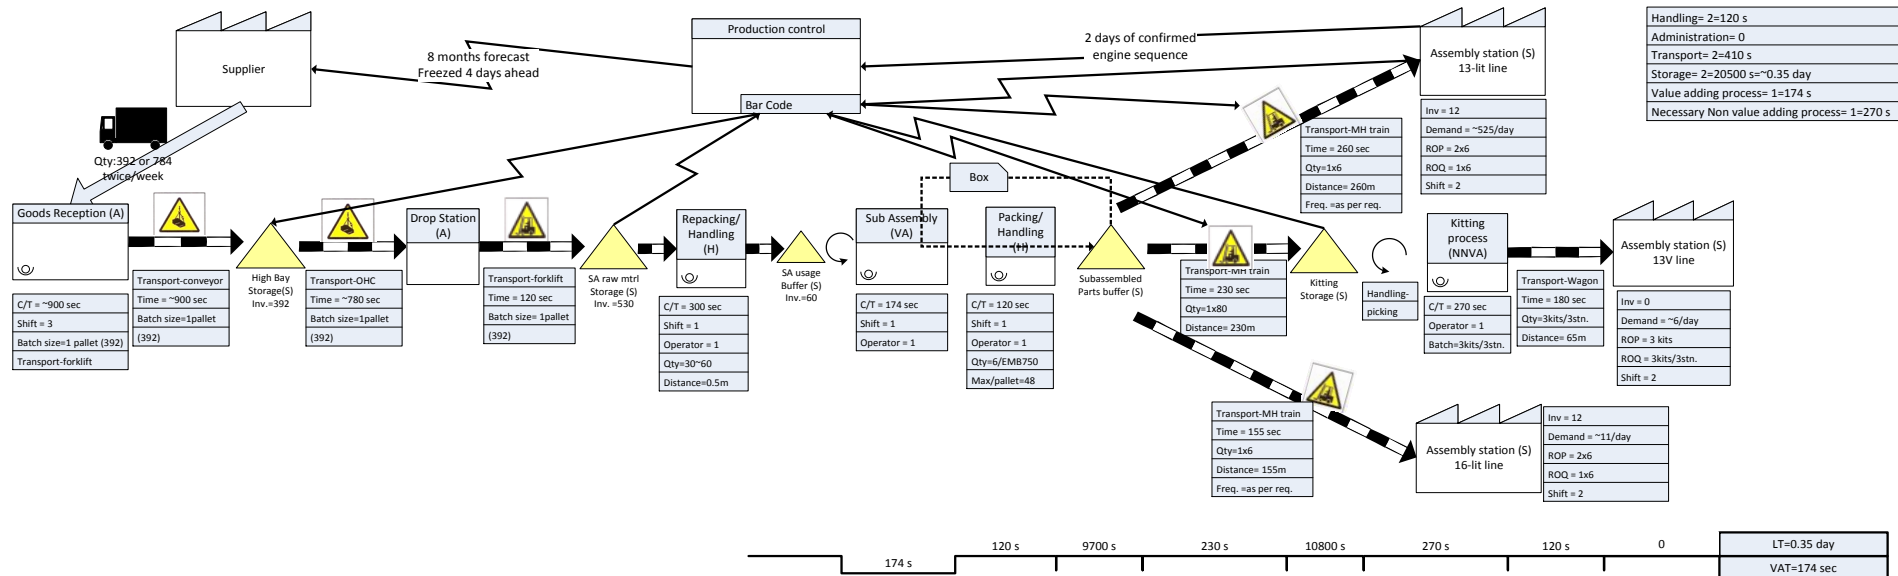 Supplier
8 months forecast
Freezed 4 days ahead
Production control
Bar Code
2 days of confirmed
engine sequence
Assembly station (S)
13-lit line
Handling= 2=120 s
Administration= 0
Transport= 2=410 s
Storage= 2=20500 s=~0.35 day
Value adding process= 1=174 s
Necessary Non value adding process= 1=270 s
Inv = 12
Demand = ~525/day
ROP = 2x6
ROQ = 1x6
Shift = 2
Transport-MH train
Time = 260 sec
Qty=1x6
Distance= 260m
Freq. =as per req.
Qty:392 or 784
twice/week
Goods Reception (A)
C/T = ~900 sec
Shift = 3
Batch size=1 pallet (392)
Transport-forklift
Transport-conveyor
Time = ~900 sec
Batch size=1pallet
(392)
High Bay
Storage(S)
Inv.=392
Transport-OHC
Time = ~780 sec
Batch size=1pallet
(392)
Drop Station
(A)
Transport-forklift
Time = 120 sec
Batch size= 1pallet
(392)
SA raw mtrl
Storage (S)
Inv. =530
Repacking/
Handling
(H)
C/T = 300 sec
Shift = 1
Operator = 1
Qty=30~60
Distance=0.5m
SA usage
Buffer (S)
Inv.=60
Sub Assembly
(VA)
C/T = 174 sec
Shift = 1
Operator = 1
Box
Packing/
Handling
(H)
C/T = 120 sec
Shift = 1
Operator = 1
Qty=6/EMB750
Max/pallet=48
Subassembled
Parts buffer (S)
Transport-MH train
Time = 230 sec
Qty=1x80
Distance= 230m
Kitting
Storage (S)
Handling-
picking
Kitting
process
(NNVA)
C/T = 270 sec
Operator = 1
Batch=3kits/3stn.
Transport-Wagon
Time = 180 sec
Qty=3kits/3stn.
Distance= 65m
Assembly station (S)
13V line
Inv = 0
Demand = ~6/day
ROP = 3 kits
ROQ = 3kits/3stn.
Shift = 2
Transport-MH train
Time = 155 sec
Qty=1x6
Distance= 155m
Freq. =as per req.
Assembly station (S)
16-lit line
Inv = 12
Demand = ~11/day
ROP = 2x6
ROQ = 1x6
Shift = 2
174 s
120 s
9700 s
230 s
10800 s
270 s
120 s
0
LT=0.35 day
VAT=174 sec